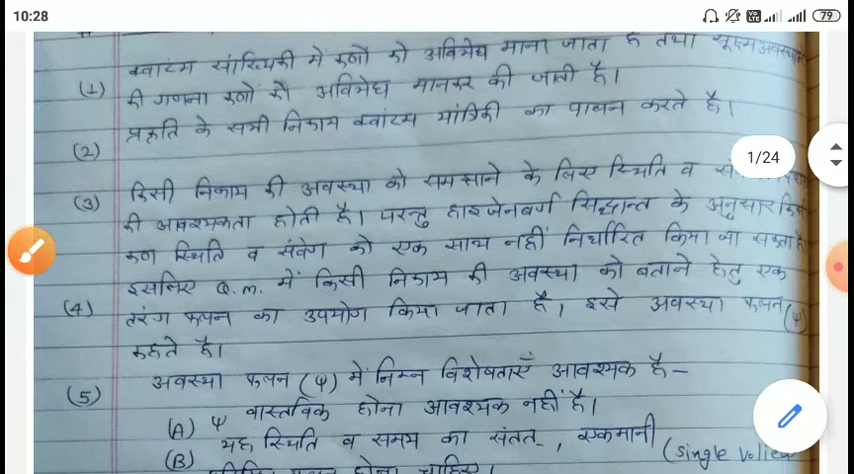 10:28
79
क्वांटम सांख्यिकी में कणों को अविभेद्य माना जाता है तथा सूक्ष्म
(1) की गणना कणों को अविभेद्य मानकर की जाती है।
प्रकृति के सभी निकाय क्वांटम यांत्रिकी का पालन करते है।
(2)
1/24
किसी निकाय की अवस्था को समझाने के लिए स्थिति व
(3) की आवश्यकता होती है। परन्तु हाइजेनबर्ग सिद्धान्त के अनुसार
कण स्थिति व संवेग को एक साथ नहीं निर्धारित किया जा सकता है
इसलिए Q.m. में किसी निकाय की अवस्था को बताने हेतु एक
(4) तरंग फलन का उपयोग किया जाता है, इसे अवस्था फलन (ψ)
कहते है।
(5) अवस्था फलन (ψ) में निम्न विशेषताएँ आवश्यक है –
(A) ψ वास्तविक होना आवश्यक नहीं है।
(B) यह स्थिति व समय का संतत, एकमानी (single
होना चाहिए।